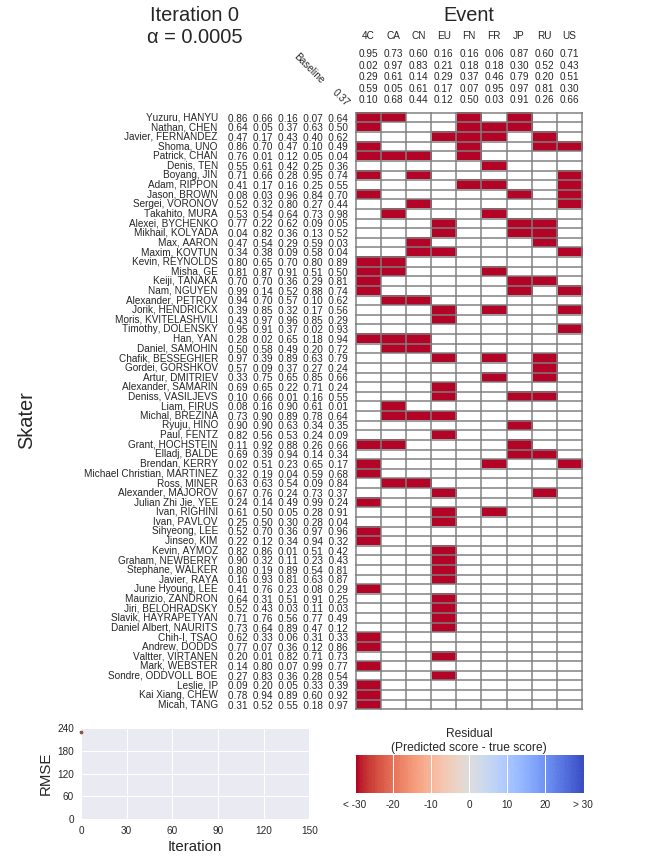 Iteration 0
α = 0.0005
Event
4C CA CN EU FN FR JP RU US
0.95 0.73 0.60 0.16 0.16 0.06 0.87 0.60 0.71
0.02 0.97 0.83 0.21 0.18 0.18 0.30 0.52 0.43
0.29 0.61 0.14 0.29 0.37 0.46 0.79 0.20 0.51
0.59 0.05 0.61 0.17 0.07 0.95 0.97 0.81 0.30
0.10 0.68 0.44 0.12 0.50 0.03 0.91 0.26 0.66
Baseline 0.37
Skater
Yuzuru, HANYU 0.86 0.66 0.16 0.07 0.64
Nathan, CHEN 0.64 0.05 0.37 0.63 0.50
Javier, FERNANDEZ 0.47 0.17 0.43 0.40 0.62
Shoma, UNO 0.86 0.70 0.47 0.10 0.49
Patrick, CHAN 0.76 0.01 0.12 0.05 0.04
Denis, TEN 0.55 0.61 0.42 0.25 0.36
Boyang, JIN 0.71 0.66 0.28 0.95 0.74
Adam, RIPPON 0.41 0.17 0.16 0.25 0.55
Jason, BROWN 0.08 0.03 0.96 0.84 0.70
Sergei, VORONOV 0.52 0.32 0.80 0.27 0.44
Takahito, MURA 0.53 0.54 0.64 0.73 0.98
Alexei, BYCHENKO 0.77 0.22 0.62 0.09 0.05
Mikhail, KOLYADA 0.04 0.82 0.36 0.13 0.52
Max, AARON 0.47 0.54 0.29 0.59 0.03
Maxim, KOVTUN 0.34 0.38 0.09 0.58 0.04
Kevin, REYNOLDS 0.80 0.65 0.70 0.80 0.89
Misha, GE 0.81 0.87 0.91 0.51 0.50
Keiji, TANAKA 0.70 0.70 0.36 0.29 0.81
Nam, NGUYEN 0.99 0.14 0.52 0.88 0.74
Alexander, PETROV 0.94 0.70 0.57 0.10 0.62
Jorik, HENDRICKX 0.39 0.85 0.32 0.17 0.56
Moris, KVITELASHVILI 0.43 0.97 0.96 0.85 0.29
Timothy, DOLENSKY 0.95 0.91 0.37 0.02 0.93
Han, YAN 0.28 0.02 0.65 0.18 0.94
Daniel, SAMOHIN 0.50 0.58 0.49 0.20 0.72
Chafik, BESSEGHIER 0.97 0.39 0.89 0.63 0.79
Gordei, GORSHKOV 0.57 0.09 0.37 0.27 0.24
Artur, DMITRIEV 0.33 0.75 0.65 0.85 0.66
Alexander, SAMARIN 0.69 0.65 0.22 0.71 0.24
Deniss, VASILJEVS 0.10 0.66 0.01 0.16 0.55
Liam, FIRUS 0.08 0.16 0.90 0.61 0.01
Michal, BREZINA 0.73 0.90 0.89 0.78 0.64
Ryuju, HINO 0.90 0.90 0.63 0.34 0.35
Paul, FENTZ 0.82 0.56 0.53 0.24 0.09
Grant, HOCHSTEIN 0.11 0.92 0.88 0.26 0.66
Elladj, BALDE 0.69 0.39 0.94 0.14 0.34
Brendan, KERRY 0.02 0.51 0.23 0.65 0.17
Michael Christian, MARTINEZ 0.32 0.19 0.04 0.59 0.68
Ross, MINER 0.63 0.63 0.54 0.09 0.84
Alexander, MAJOROV 0.67 0.76 0.24 0.73 0.37
Julian Zhi Jie, YEE 0.24 0.14 0.49 0.99 0.24
Ivan, RIGHINI 0.61 0.50 0.05 0.28 0.91
Ivan, PAVLOV 0.25 0.50 0.30 0.28 0.04
Sihyeong, LEE 0.52 0.70 0.36 0.97 0.96
Jinseo, KIM 0.22 0.12 0.34 0.94 0.32
Kevin, AYMOZ 0.82 0.86 0.01 0.51 0.42
Graham, NEWBERRY 0.90 0.32 0.11 0.23 0.43
Stephane, WALKER 0.80 0.19 0.89 0.54 0.81
Javier, RAYA 0.16 0.93 0.81 0.63 0.87
June Hyoung, LEE 0.41 0.76 0.23 0.08 0.29
Maurizio, ZANDRON 0.64 0.31 0.51 0.91 0.25
Jiri, BELOHRADSKY 0.52 0.43 0.03 0.11 0.03
Slavik, HAYRAPETYAN 0.71 0.76 0.56 0.77 0.49
Daniel Albert, NAURITS 0.73 0.64 0.89 0.47 0.12
Chih-I, TSAO 0.62 0.33 0.06 0.31 0.33
Andrew, DODDS 0.77 0.07 0.36 0.12 0.86
Valtter, VIRTANEN 0.20 0.01 0.82 0.71 0.73
Mark, WEBSTER 0.14 0.80 0.07 0.99 0.77
Sondre, ODDVOLL BOE 0.27 0.83 0.36 0.28 0.54
Leslie, IP 0.09 0.20 0.05 0.33 0.39
Kai Xiang, CHEW 0.78 0.94 0.89 0.60 0.92
Micah, TANG 0.31 0.52 0.55 0.18 0.97
RMSE
240
180
120
60
0
0 30 60 90 120 150
Iteration
Residual
(Predicted score - true score)
< -30 -20 -10 0 10 20 > 30